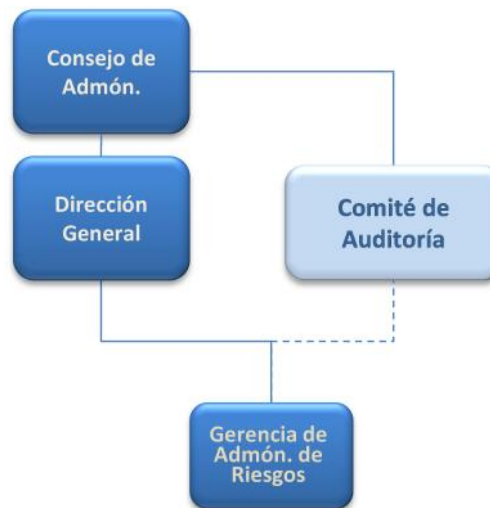 Consejo de
Admón.
Dirección
General
Comité de
Auditoría
Gerencia de
Admón. de
Riesgos